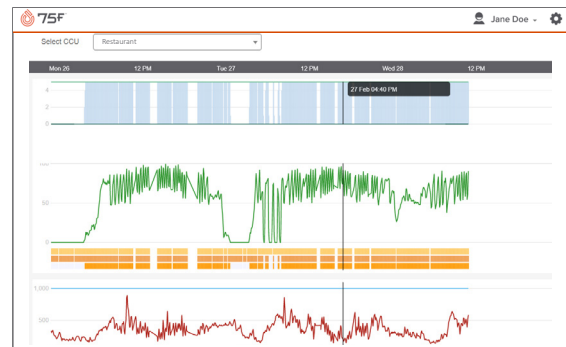 75F
Jane Doe
Select CCU Restaurant
Mon 26 12 PM Tue 27 12 PM Wed 28 12 PM
27 Feb 04:40 PM
4
2
0
100
50
0
1,000
500